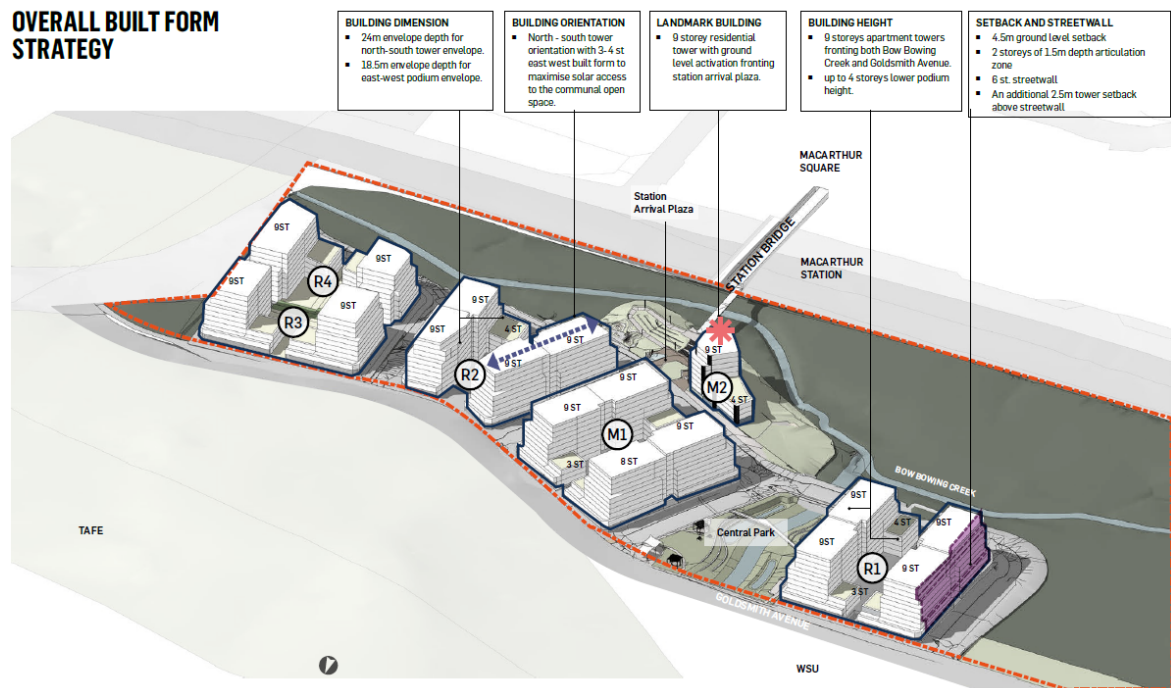 OVERALL BUILT FORM
STRATEGY
BUILDING DIMENSION
▪ 24m envelope depth for
north-south tower envelope.
▪ 18.5m envelope depth for
east-west podium envelope.
BUILDING ORIENTATION
▪ North - south tower
orientation with 3- 4 st
east west built form to
maximise solar access
to the communal open
space.
LANDMARK BUILDING
▪ 9 storey residential
tower with ground
level activation fronting
station arrival plaza.
BUILDING HEIGHT
▪ 9 storeys apartment towers
fronting both Bow Bowing
Creek and Goldsmith Avenue.
▪ up to 4 storeys lower podium
height.
SETBACK AND STREETWALL
▪ 4.5m ground level setback
▪ 2 storeys of 1.5m depth articulation
zone
▪ 6 st. streetwall
▪ An additional 2.5m tower setback
above streetwall
MACARTHUR
SQUARE
Station
Arrival Plaza
STATION BRIDGE
MACARTHUR
STATION
9ST
9ST
9ST
9ST
R4
R3
9 ST
9ST
4 ST
9 ST
9 ST
R2
9 ST
M2
4 ST
9 ST
9 ST
9 ST
M1
3 ST
8 ST
BOW BOWING CREEK
9ST
4 ST
9ST
9ST
9 ST
R1
3 ST
Central Park
TAFE
GOLDSMITH AVENUE
WSU